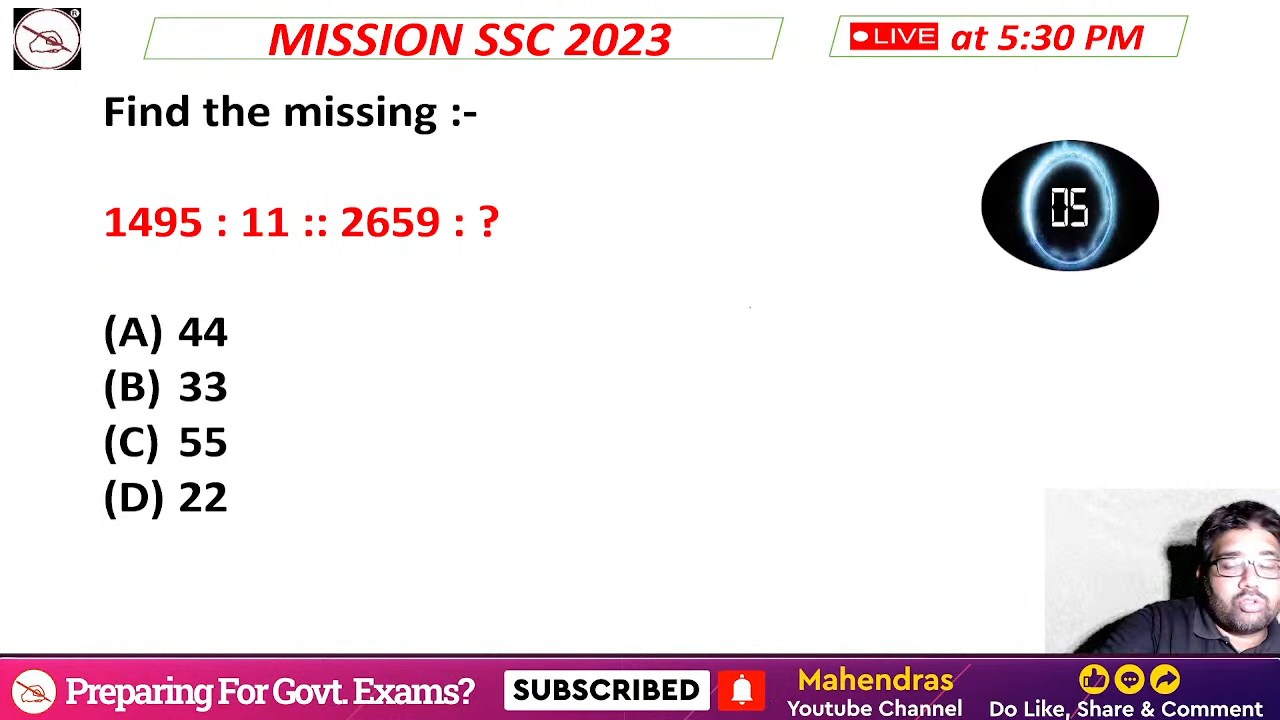 MISSION SSC 2023
LIVE at 5:30 PM
Find the missing :-
1495 : 11 :: 2659 : ?
05
(A) 44
(B) 33
(C) 55
(D) 22
Preparing For Govt. Exams?
SUBSCRIBED
Mahendras
Youtube Channel
Do Like, Share & Comment